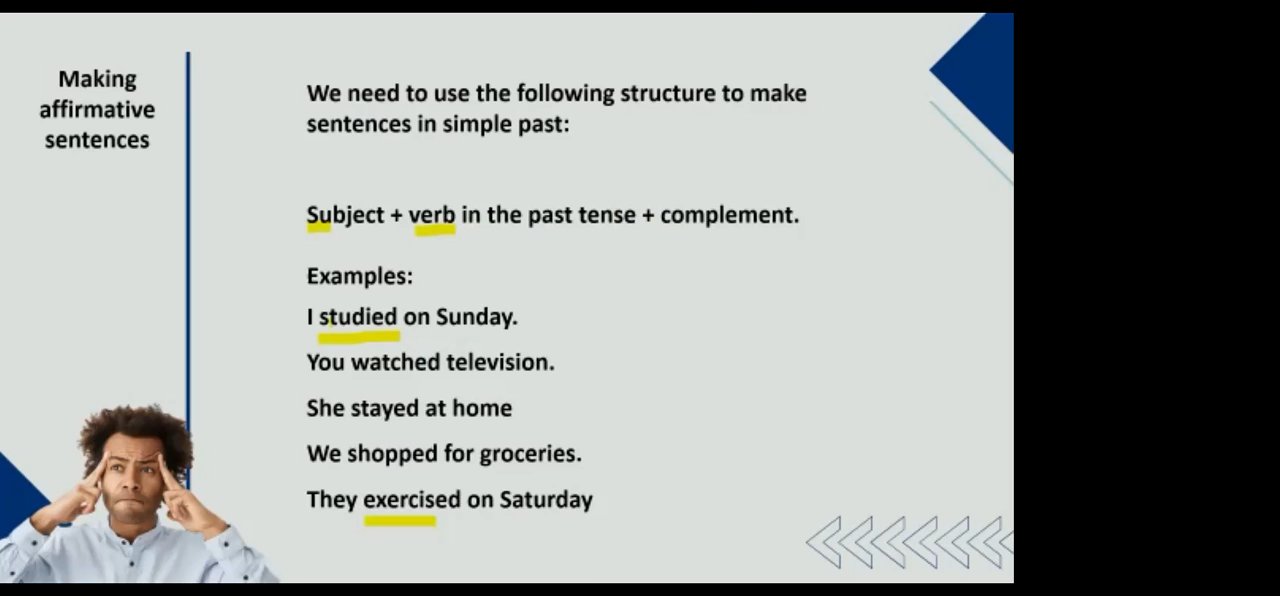 Making
affirmative
sentences
We need to use the following structure to make
sentences in simple past:
Subject + verb in the past tense + complement.
Examples:
I studied on Sunday.
You watched television.
She stayed at home
We shopped for groceries.
They exercised on Saturday